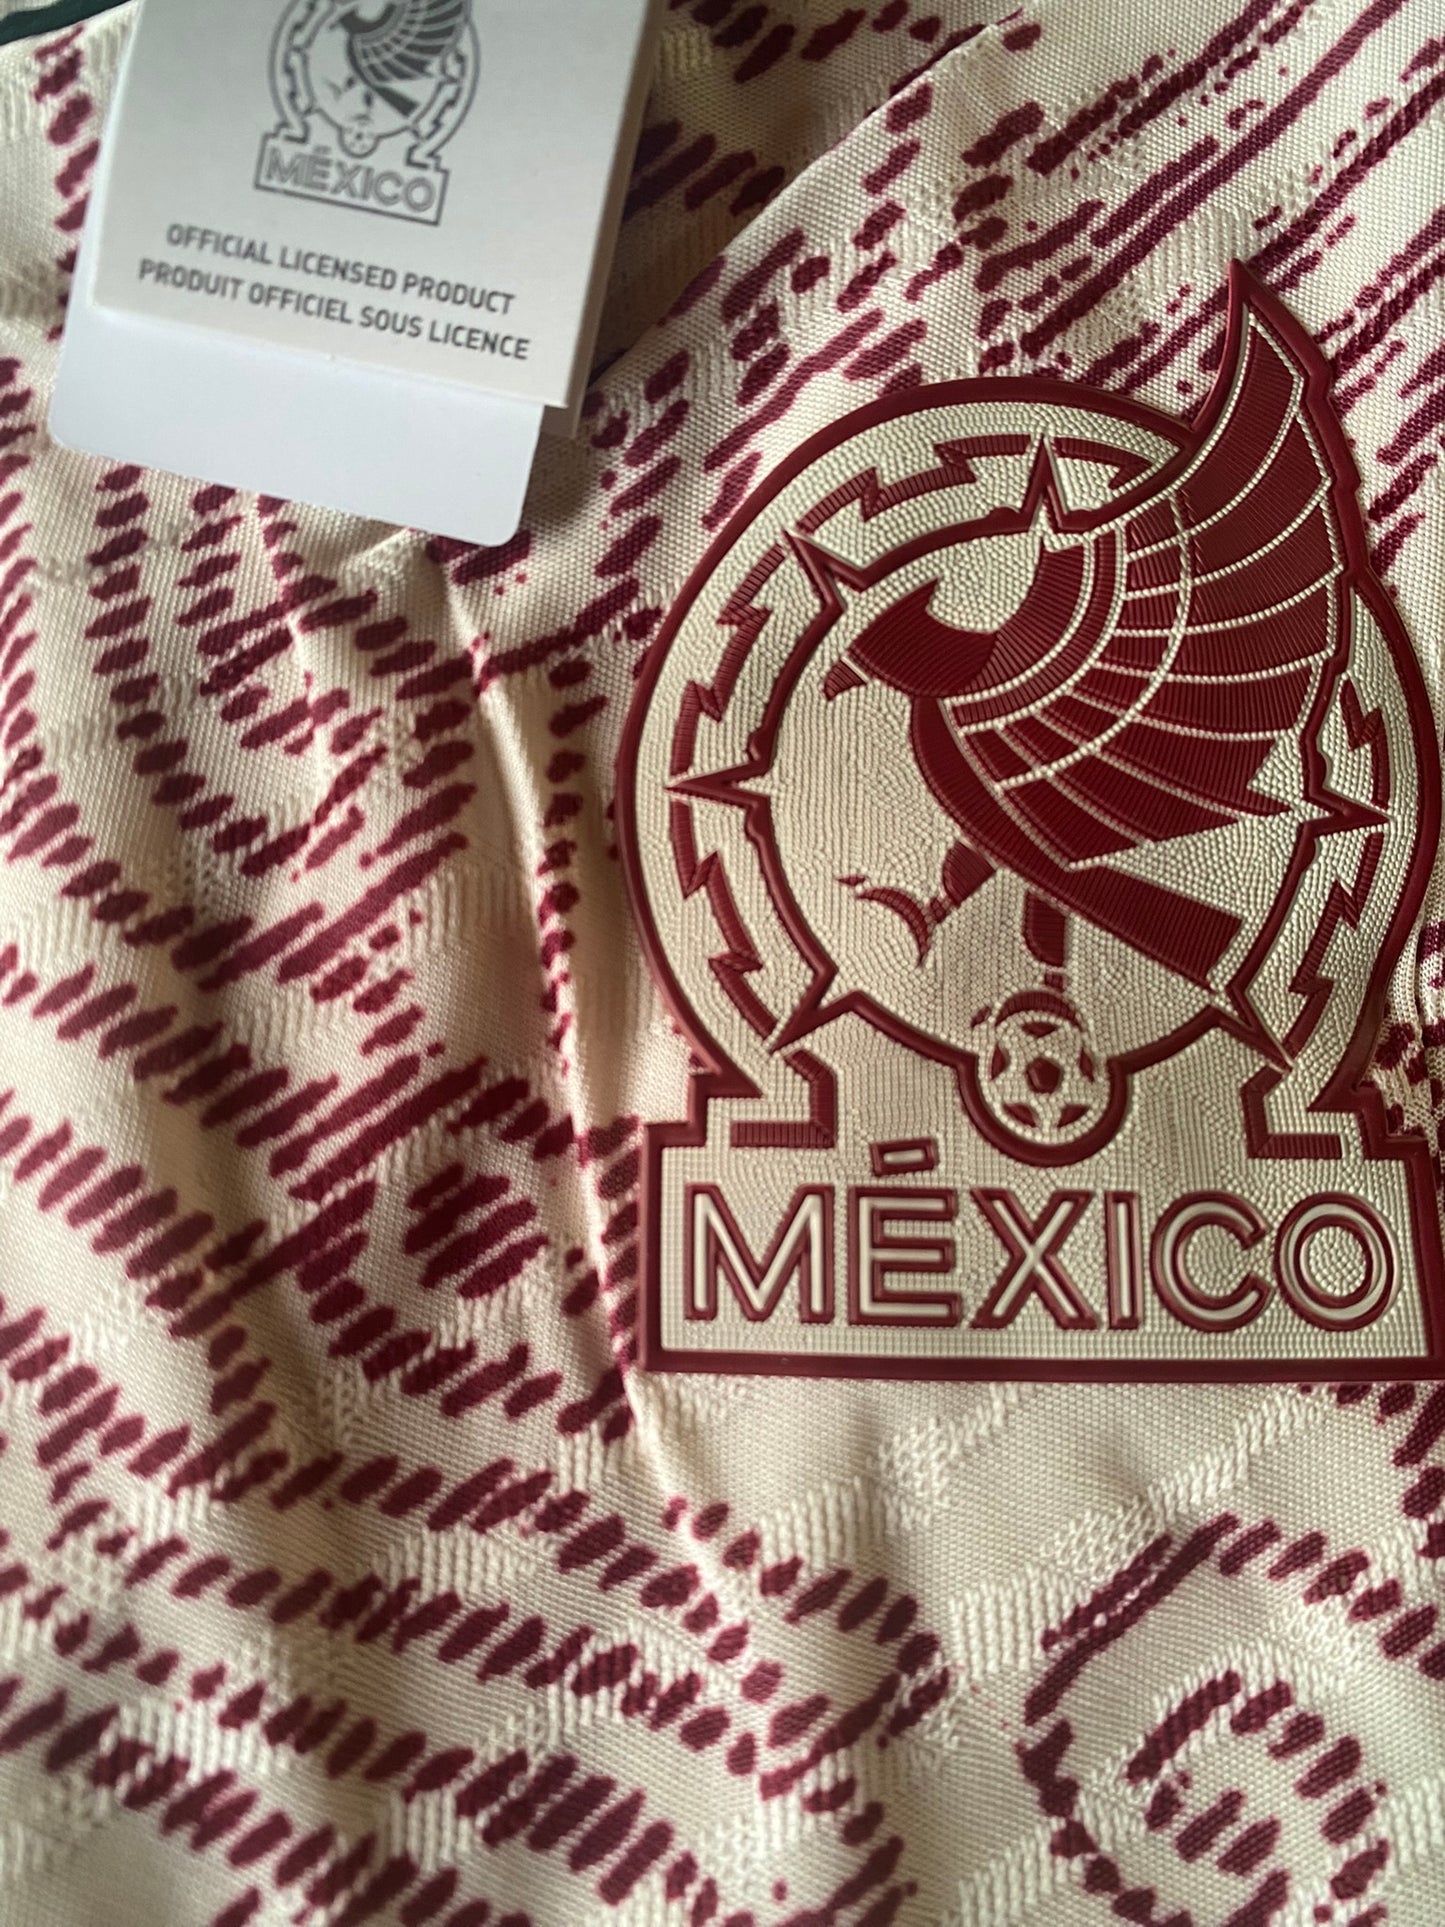 MÉXICO
OFFICIAL LICENSED PRODUCT
PRODUIT OFFICIEL SOUS LICENCE
MÉXICO